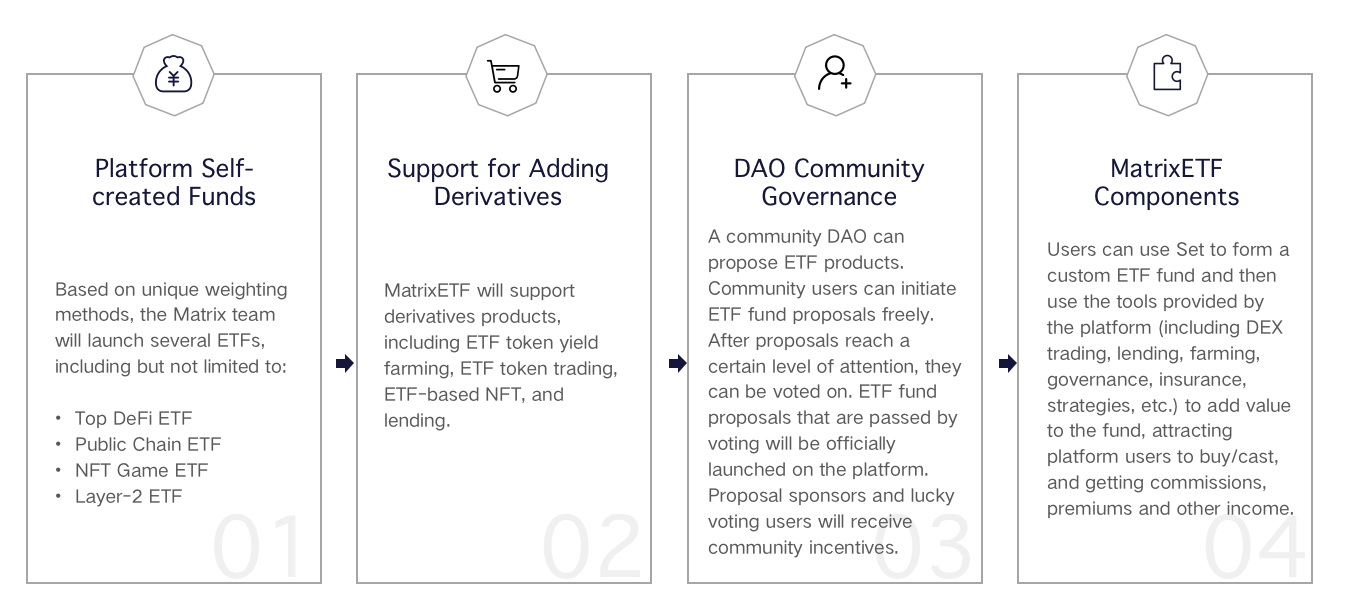 Platform Self-
created Funds
Based on unique weighting
methods, the Matrix team
will launch several ETFs,
including but not limited to:
• Top DeFi ETF
• Public Chain ETF
• NFT Game ETF
• Layer-2 ETF
01
Support for Adding
Derivatives
MatrixETF will support
derivatives products,
including ETF token yield
farming, ETF token trading,
ETF-based NFT, and
lending.
02
DAO Community
Governance
A community DAO can
propose ETF products.
Community users can initiate
ETF fund proposals freely.
After proposals reach a
certain level of attention, they
can be voted on. ETF fund
proposals that are passed by
voting will be officially
launched on the platform.
Proposal sponsors and lucky
voting users will receive
community incentives.
03
MatrixETF
Components
Users can use Set to form a
custom ETF fund and then
use the tools provided by
the platform (including DEX
trading, lending, farming,
governance, insurance,
strategies, etc.) to add value
to the fund, attracting
platform users to buy/cast,
and getting commissions,
premiums and other income.
04